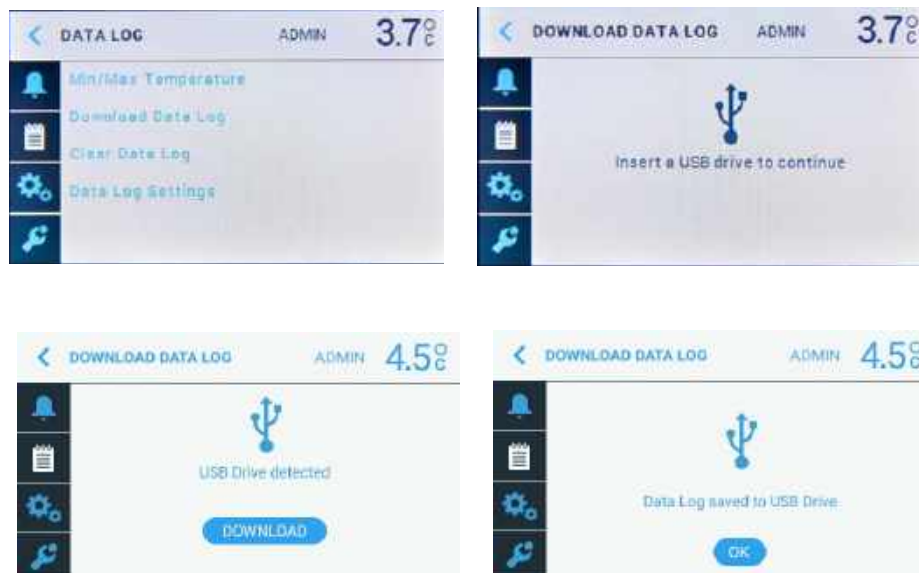 DATA LOG ADMIN 3.7°C
Min/Max Temperature
Download Data Log
Clear Data Log
Data Log Settings
DOWNLOAD DATA LOG ADMIN 3.7°C
Insert a USB drive to continue
DOWNLOAD DATA LOG ADMIN 4.5°C
USB Drive detected
DOWNLOAD
DOWNLOAD DATA LOG ADMIN 4.5°
Data Log saved to USB Drive
OK